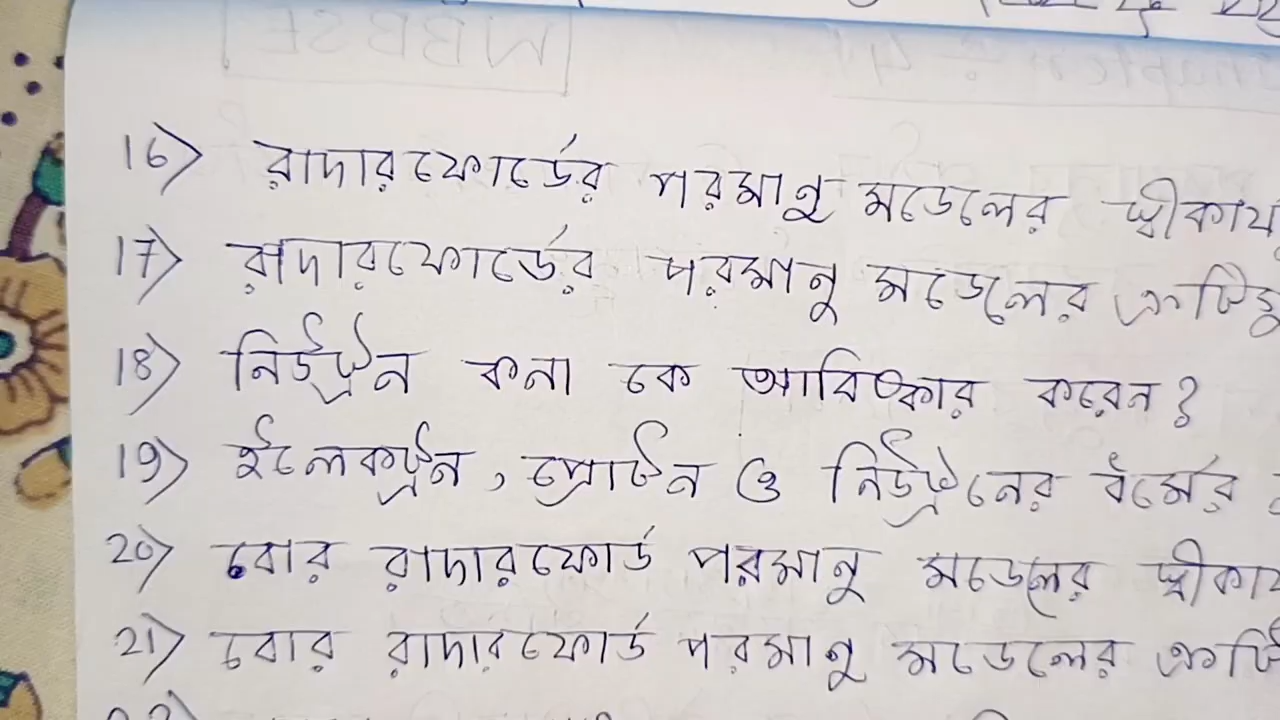 16) রাদারফোর্ডের পরমানু মডেলের
17) রাদারফোর্ডের পরমানু মডেলের
18) নিউট্রন কনা কে আবিষ্কার করেন?
19) ইলেকট্রন, প্রোটন ও নিউট্রনের ধর্মের
20) বোর রাদারফোর্ড পরমানু মডেলের
21) বোর রাদারফোর্ড পরমানু মডেলের